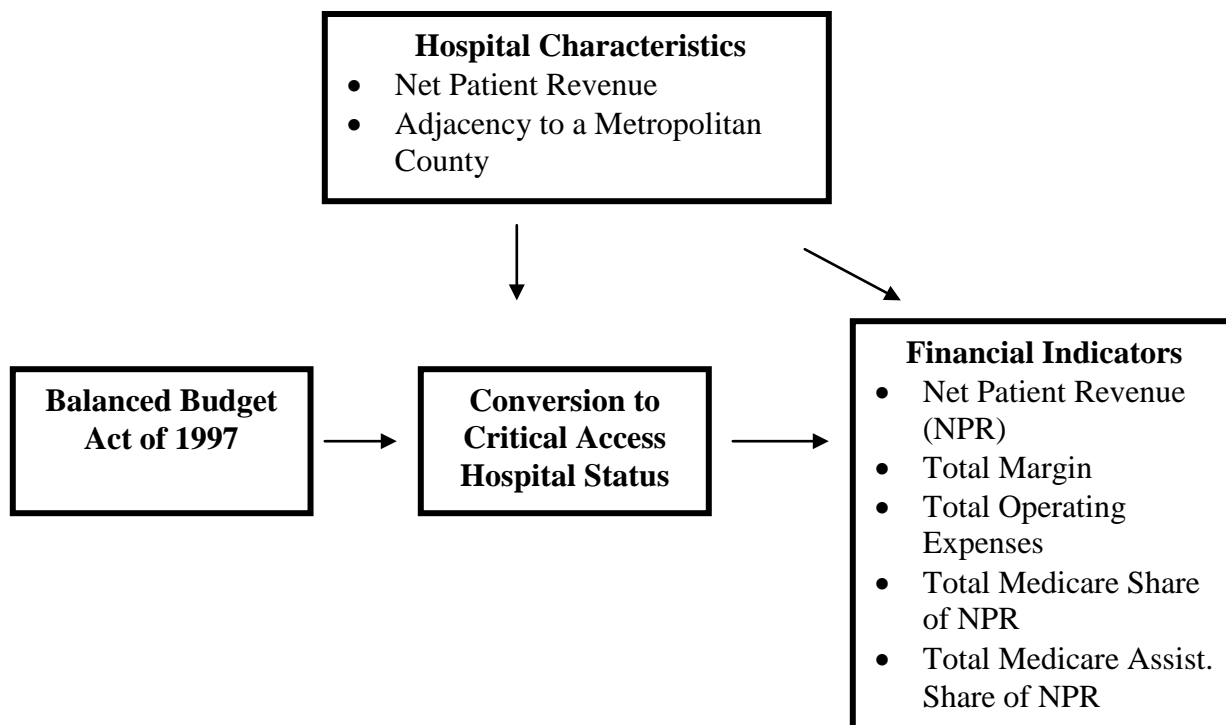 Hospital Characteristics
• Net Patient Revenue
• Adjacency to a Metropolitan
County
Balanced Budget
Act of 1997
Conversion to
Critical Access
Hospital Status
Financial Indicators
• Net Patient Revenue
(NPR)
• Total Margin
• Total Operating
Expenses
• Total Medicare Share
of NPR
• Total Medicare Assist.
Share of NPR